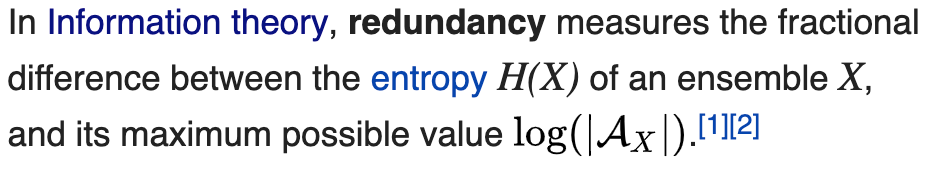 In Information theory, redundancy measures the fractional
difference between the entropy H(X) of an ensemble X,
and its maximum possible value log(|𝒜_X|).[1][2]